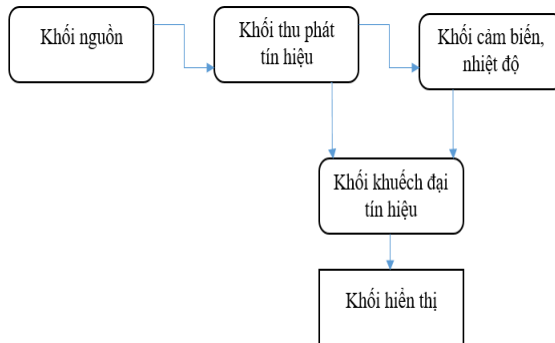 Khối nguồn
Khối thu phát
tín hiệu
Khối cảm biến,
nhiệt độ
Khối khuếch đại
tín hiệu
Khối hiển thị